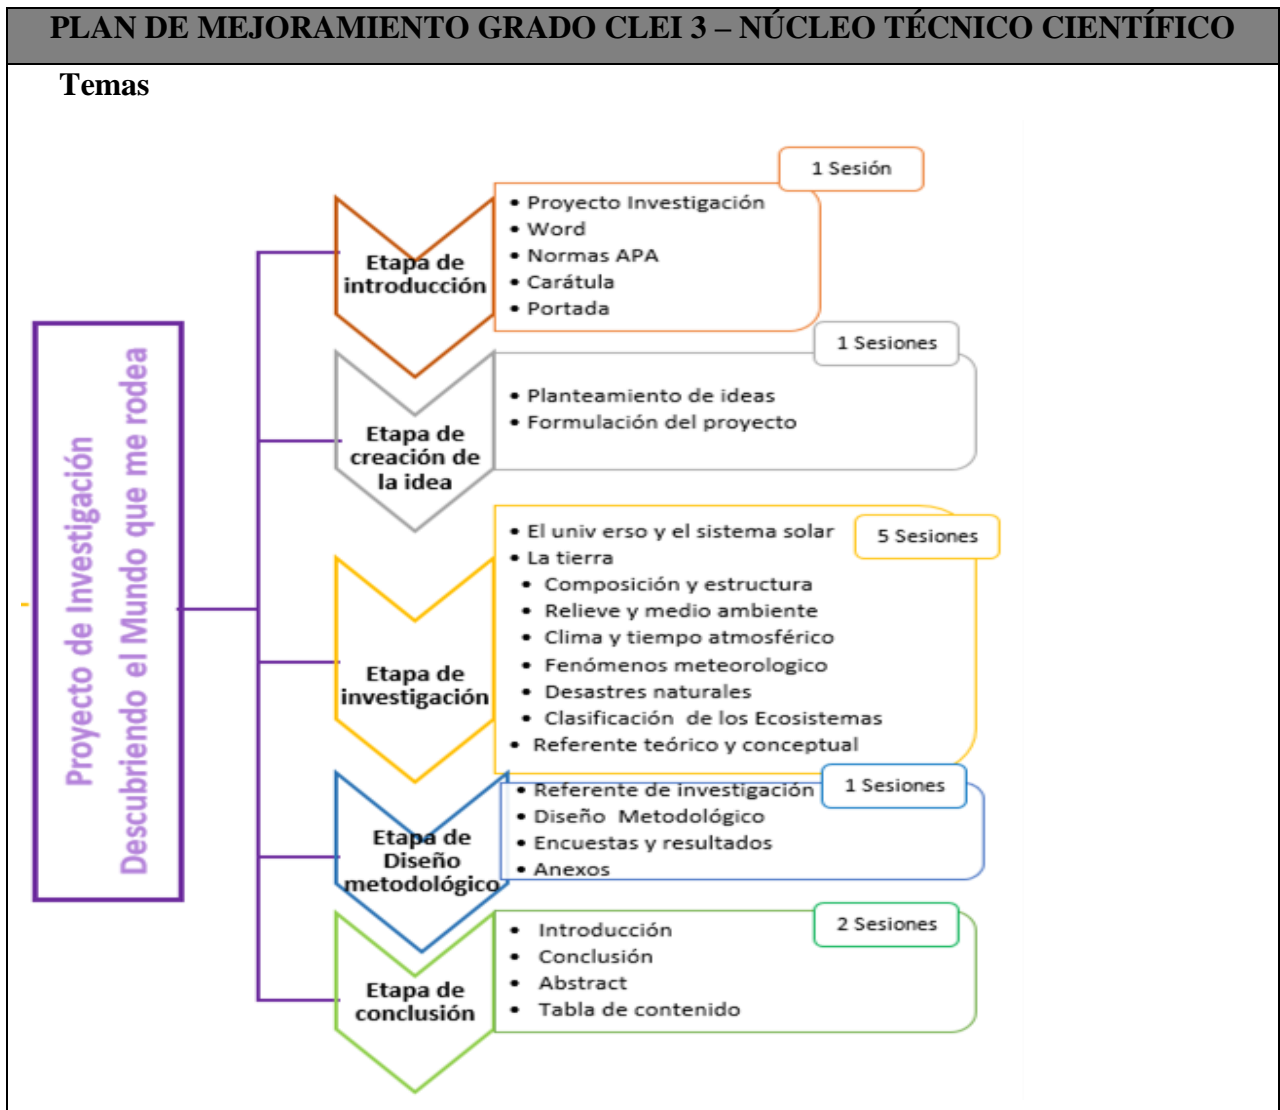 PLAN DE MEJORAMIENTO GRADO CLEI 3 – NÚCLEO TÉCNICO CIENTÍFICO
Temas
Proyecto de Investigación
Descubriendo el Mundo que me rodea
Etapa de
introducción
1 Sesión
• Proyecto Investigación
• Word
• Normas APA
• Carátula
• Portada
Etapa de
creación de
la idea
1 Sesiones
• Planteamiento de ideas
• Formulación del proyecto
Etapa de
investigación
5 Sesiones
• El univ erso y el sistema solar
• La tierra
• Composición y estructura
• Relieve y medio ambiente
• Clima y tiempo atmosférico
• Fenómenos meteorologico
• Desastres naturales
• Clasificación de los Ecosistemas
• Referente teórico y conceptual
Etapa de
Diseño
metodológico
1 Sesiones
• Referente de investigación
• Diseño Metodológico
• Encuestas y resultados
• Anexos
Etapa de
conclusión
2 Sesiones
• Introducción
• Conclusión
• Abstract
• Tabla de contenido